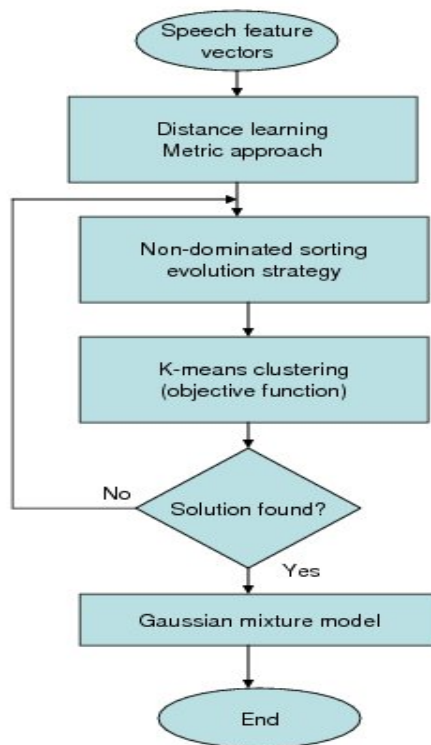 Speech feature
vectors
Distance learning
Metric approach
Non-dominated sorting
evolution strategy
K-means clustering
(objective function)
No
Solution found?
Yes
Gaussian mixture model
End